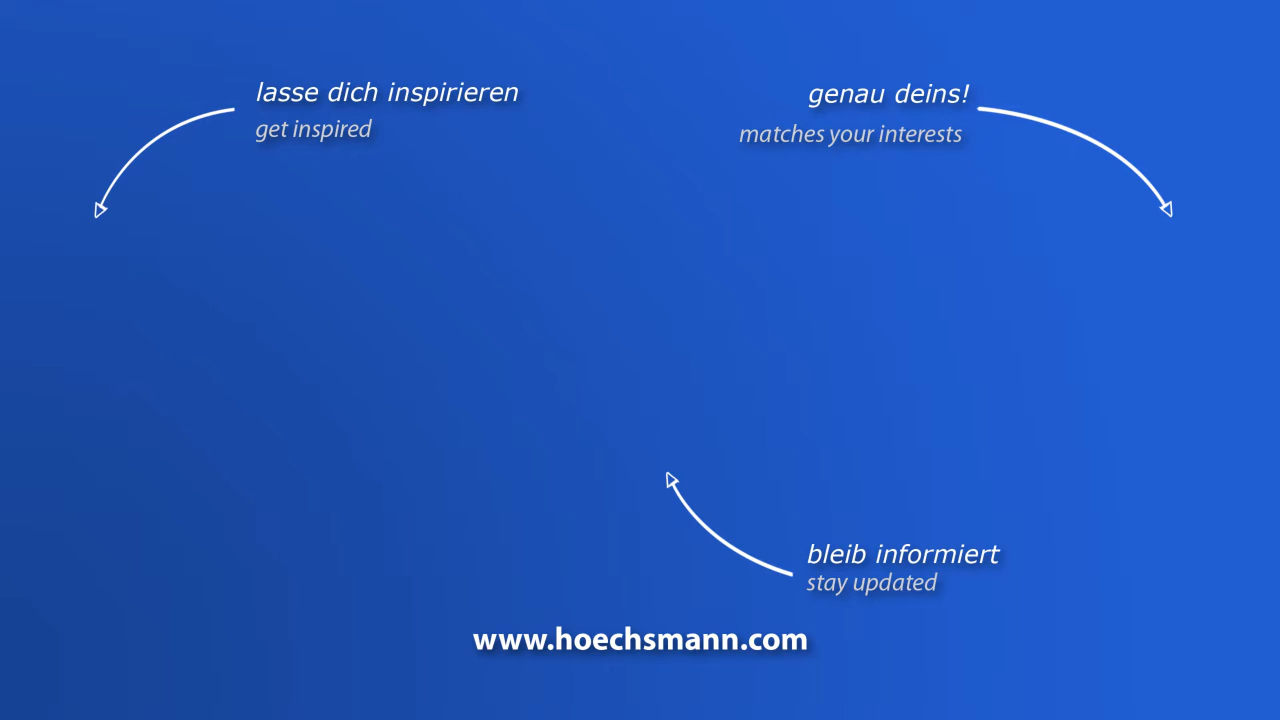 lasse dich inspirieren
get inspired
genau deins!
matches your interests
bleib informiert
stay updated
www.hoechsmann.com